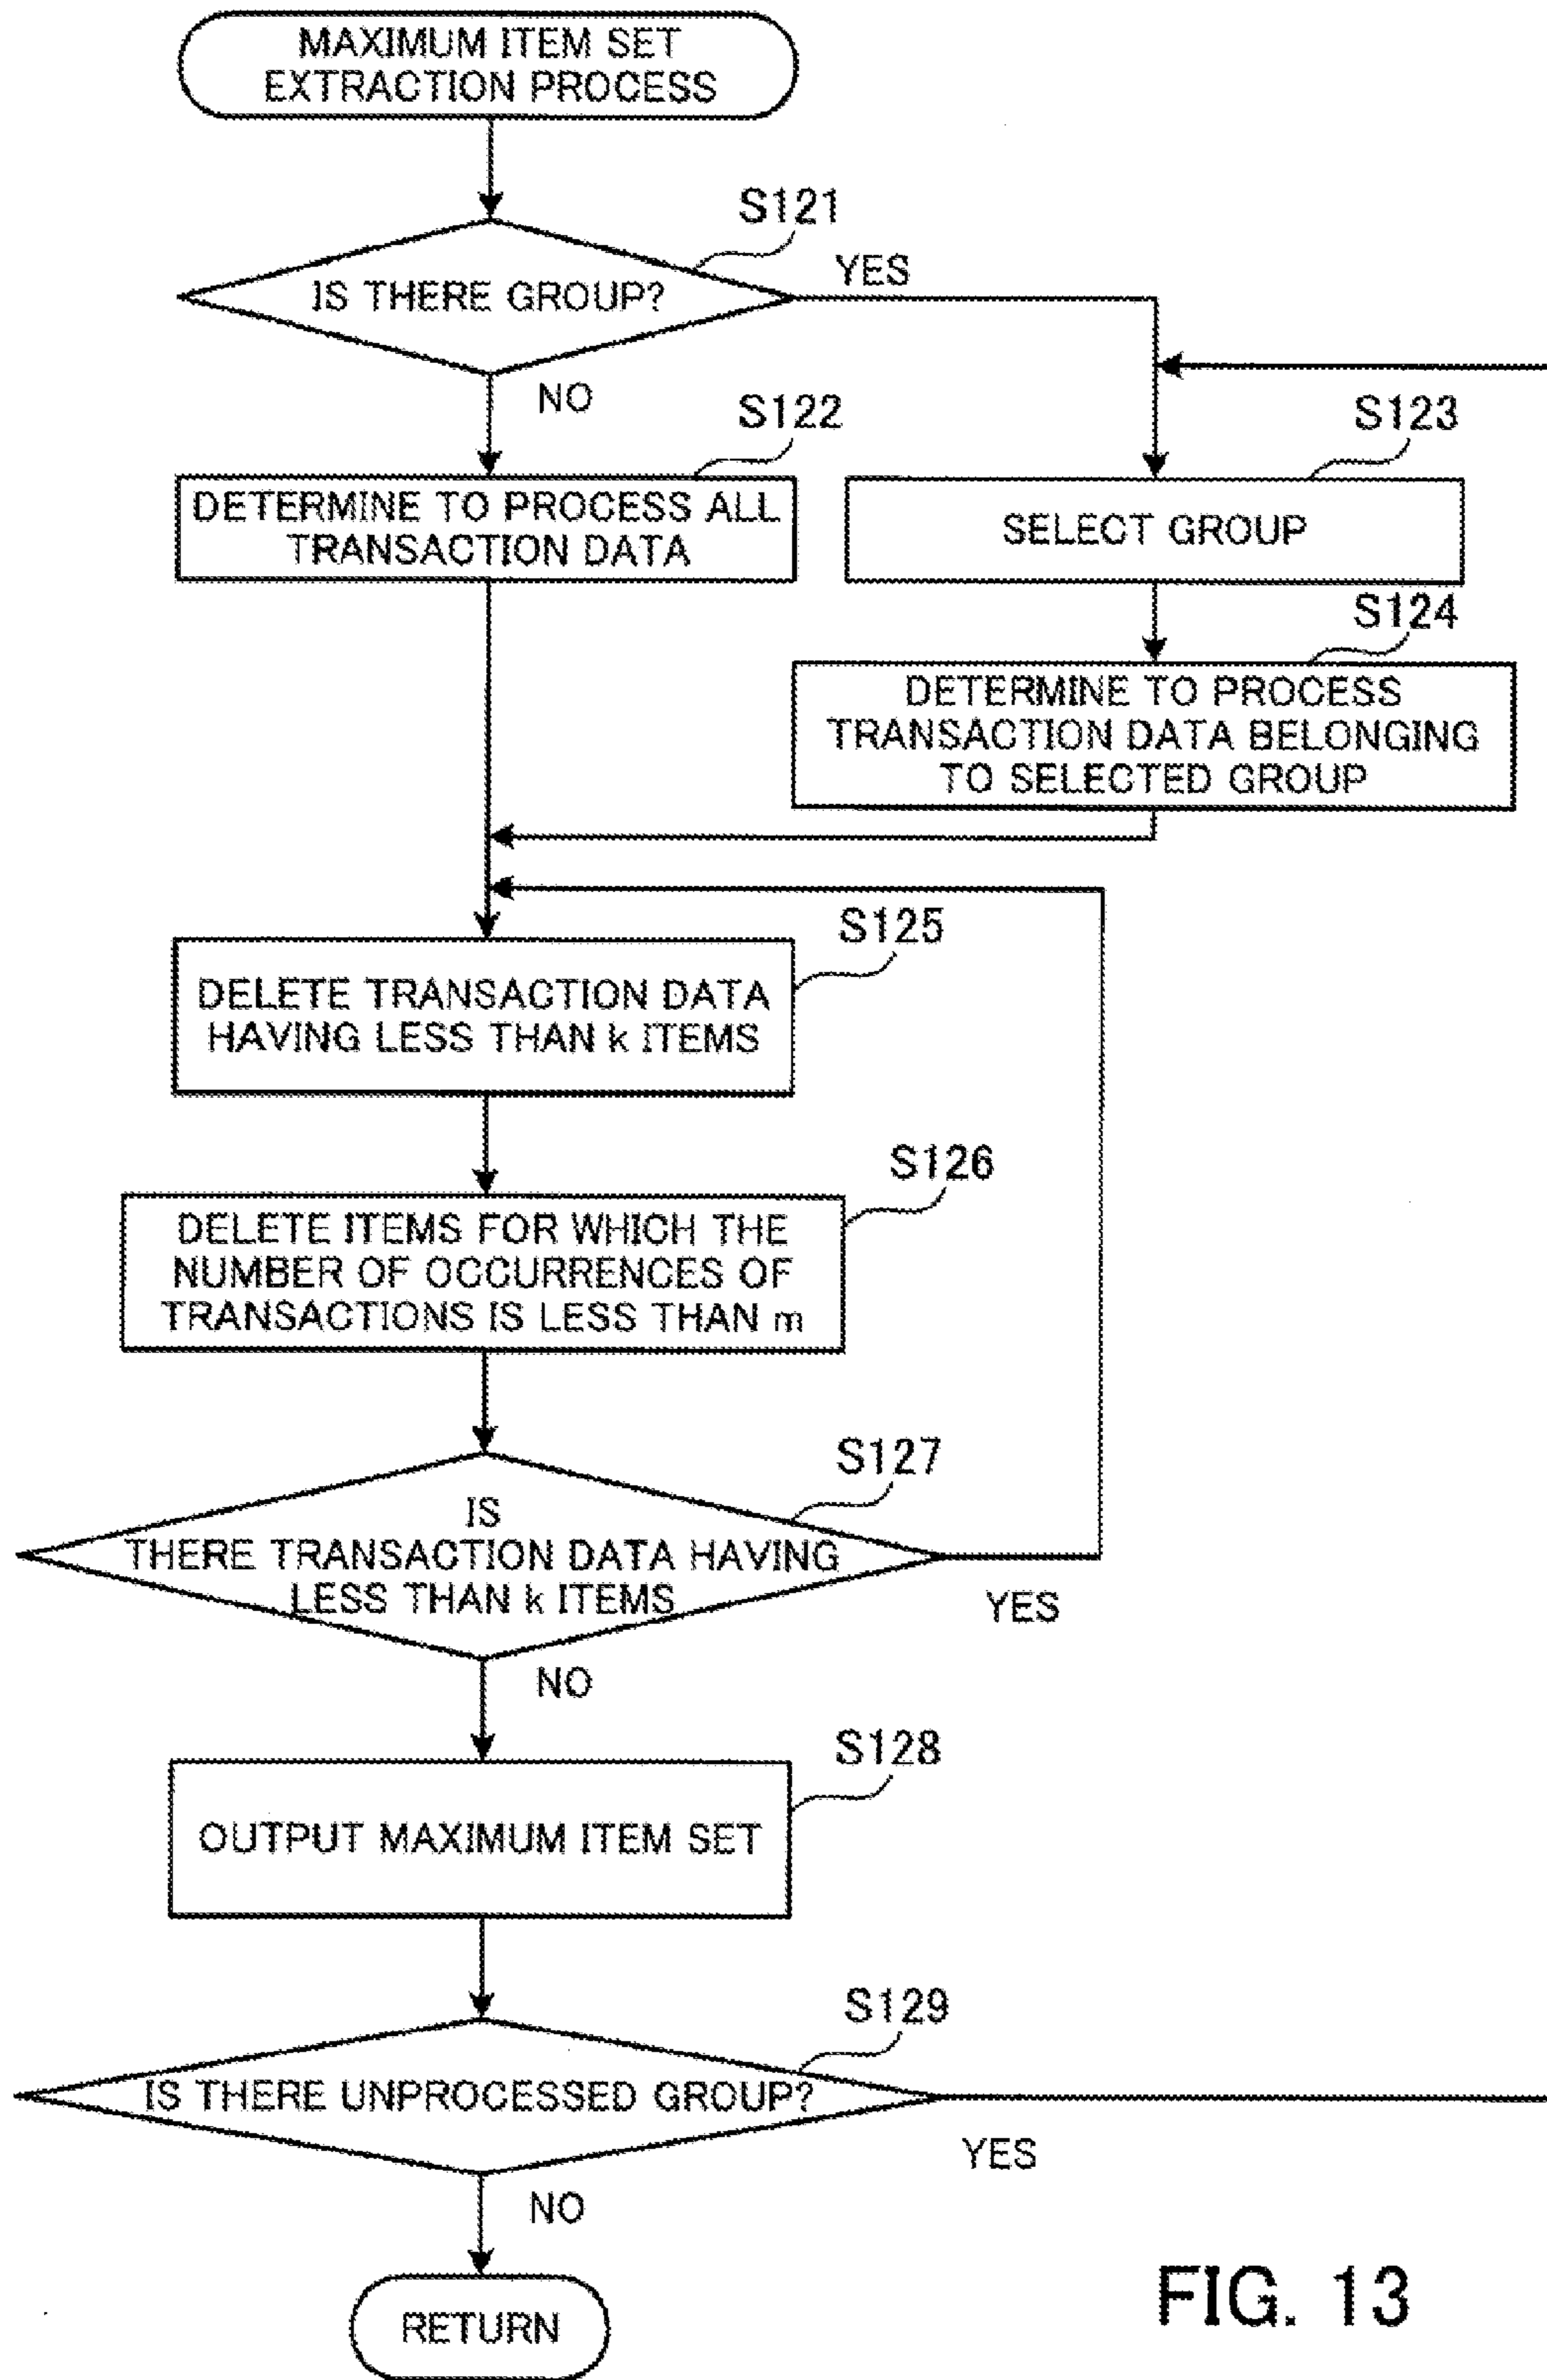 MAXIMUM ITEM SET
EXTRACTION PROCESS
S121
IS THERE GROUP?
YES
NO
S122
DETERMINE TO PROCESS ALL
TRANSACTION DATA
S123
SELECT GROUP
S124
DETERMINE TO PROCESS
TRANSACTION DATA BELONGING
TO SELECTED GROUP
S125
DELETE TRANSACTION DATA
HAVING LESS THAN k ITEMS
S126
DELETE ITEMS FOR WHICH THE
NUMBER OF OCCURRENCES OF
TRANSACTIONS IS LESS THAN m
S127
IS
THERE TRANSACTION DATA HAVING
LESS THAN k ITEMS
YES
NO
S128
OUTPUT MAXIMUM ITEM SET
S129
IS THERE UNPROCESSED GROUP?
YES
NO
RETURN
FIG. 13